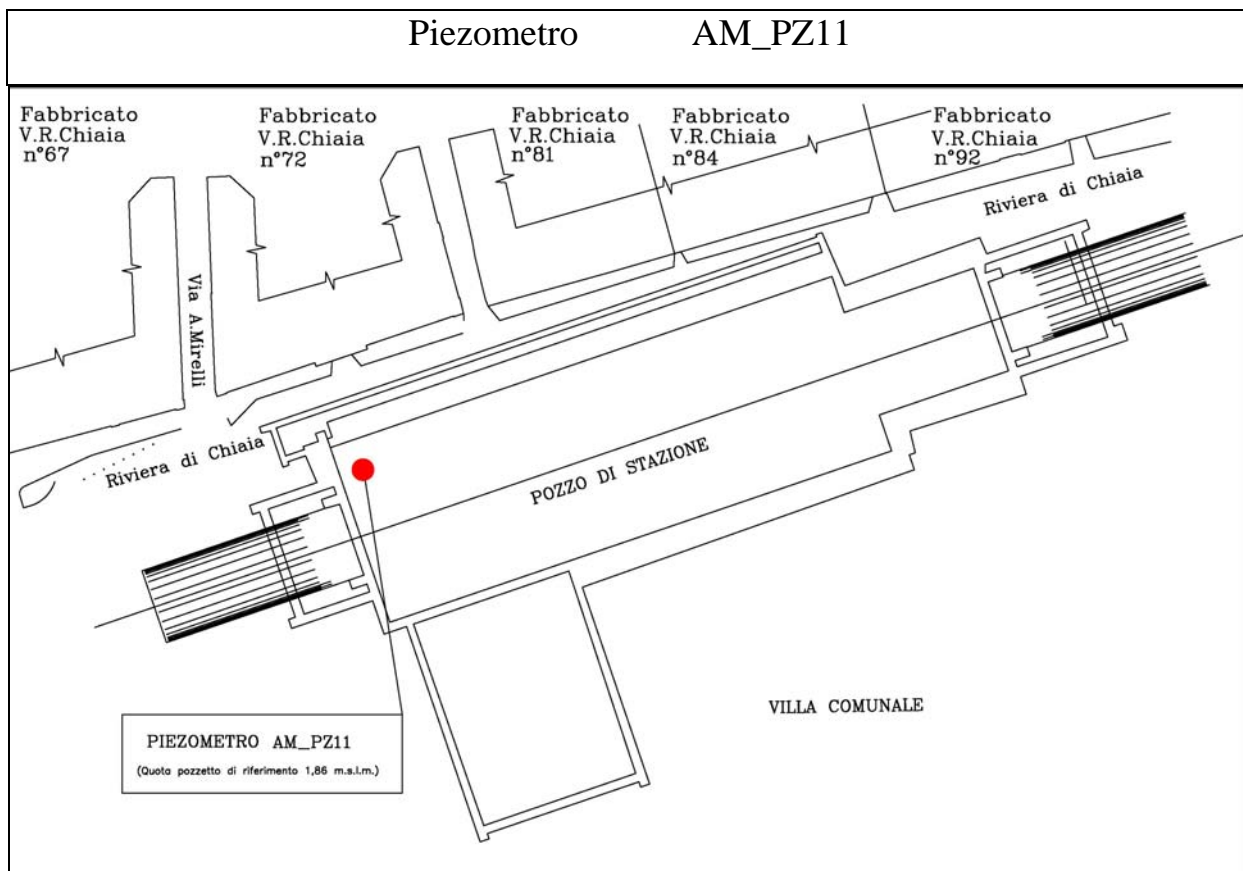 Piezometro AM_PZ11
Fabbricato
V.R.Chiaia
n°67
Fabbricato
V.R.Chiaia
n°72
Fabbricato
V.R.Chiaia
n°81
Fabbricato
V.R.Chiaia
n°84
Fabbricato
V.R.Chiaia
n°92
Riviera di Chiaia
Via A.Mirelli
Riviera di Chiaia
POZZO DI STAZIONE
VILLA COMUNALE
PIEZOMETRO AM_PZ11
(Quota pozzetto di riferimento 1,86 m.s.l.m.)